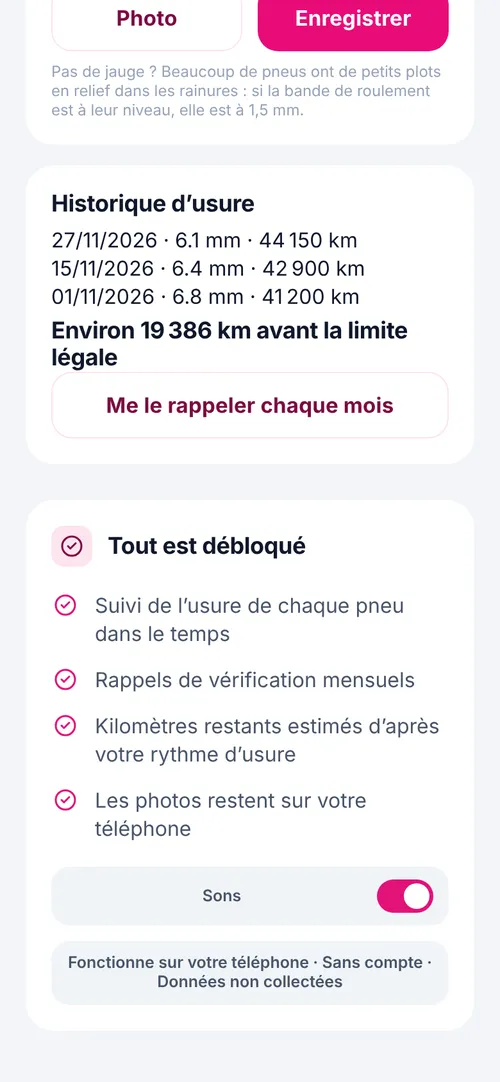 Photo
Enregistrer
Pas de jauge ? Beaucoup de pneus ont de petits plots
en relief dans les rainures : si la bande de roulement
est à leur niveau, elle est à 1,5 mm.
Historique d’usure
27/11/2026 · 6.1 mm · 44 150 km
15/11/2026 · 6.4 mm · 42 900 km
01/11/2026 · 6.8 mm · 41 200 km
Environ 19 386 km avant la limite
légale
Me le rappeler chaque mois
Tout est débloqué
Suivi de l’usure de chaque pneu
dans le temps
Rappels de vérification mensuels
Kilomètres restants estimés d’après
votre rythme d’usure
Les photos restent sur votre
téléphone
Sons
Fonctionne sur votre téléphone · Sans compte ·
Données non collectées